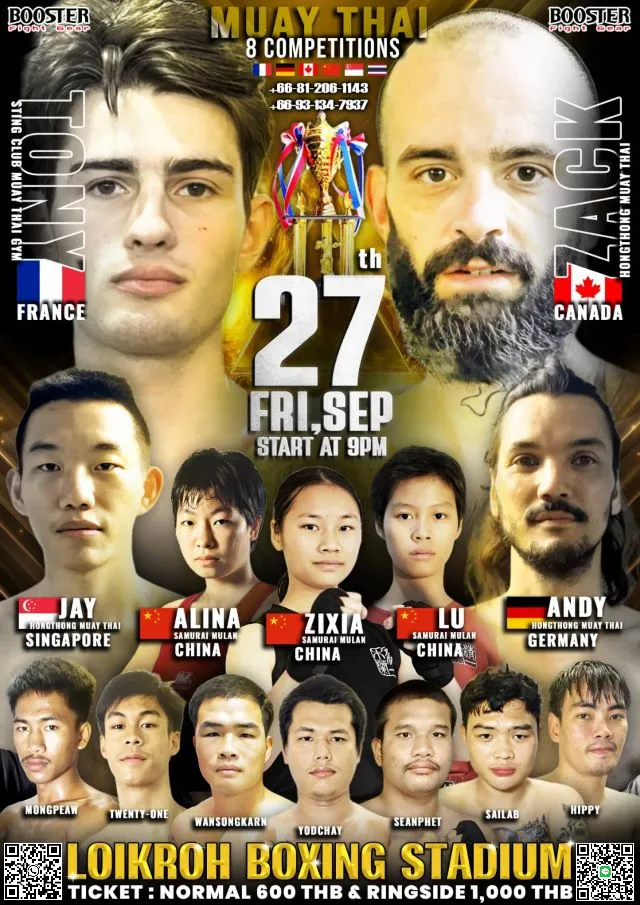 BOOSTER
Fight Gear
MUAY THAI
8 COMPETITIONS
+66-81-206-1143
+66-93-134-7937
BOOSTER
Fight Gear
TONY
STING CLUB MUAY THAI GYM
FRANCE
ZACK
HONGTHONG MUAY THAI
CANADA
27th
FRI,SEP
START AT 9PM
JAY
HONGTHONG MUAY THAI
SINGAPORE
ALINA
SAMURAI MULAN
CHINA
ZIXIA
SAMURAI MULAN
CHINA
LU
SAMURAI MULAN
CHINA
ANDY
HONGTHONG MUAY THAI
GERMANY
MONGPEAW
TWENTY-ONE
WANSONGKARN
YODCHAY
SEANPHET
SAILAB
HIPPY
LOIKROH BOXING STADIUM
TICKET : NORMAL 600 THB & RINGSIDE 1,000 THB